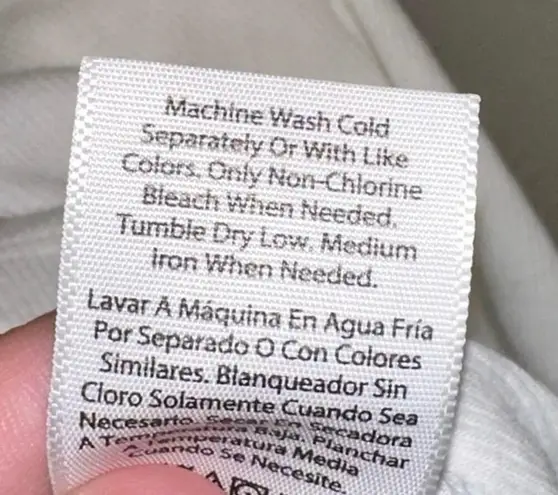 Machine Wash Cold
Separately Or With Like
Colors. Only Non-Chlorine
Bleach When Needed.
Tumble Dry Low. Medium
iron When Needed.
Lavar A Máquina En Agua Fría
Por Separado O Con Colores
Similares. Blanqueador Sin
Cloro Solamente Cuando Sea
Necesario. Secadora
Baja. Planchar
A Temperatura Media
Cuando Se Necesite.